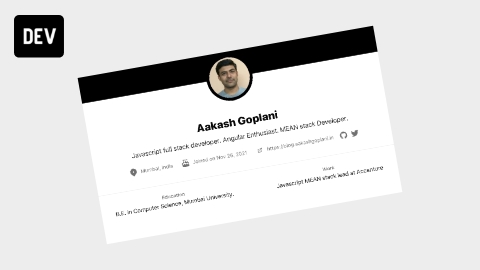 DEV
Aakash Goplani
Javascript full stack developer. Angular Enthusiast. MEAN stack Developer.
Mumbai, India
Joined on Nov 26, 2021
https://blog.aakashgoplani.in
Education
B.E. in Computer Science, Mumbai University.
Work
Javascript MEAN stack lead at Accenture